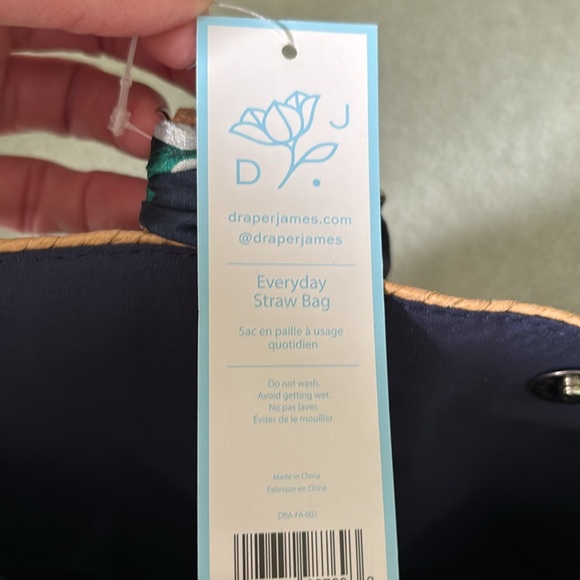 D J
draperjames.com
@draperjames
Everyday
Straw Bag
Sac en paille à usage
quotidien
Do not wash.
Avoid getting wet.
Ne pas laver.
Éviter de le mouiller.
Made in China
Fabriqué en Chine
DRA-FA-001